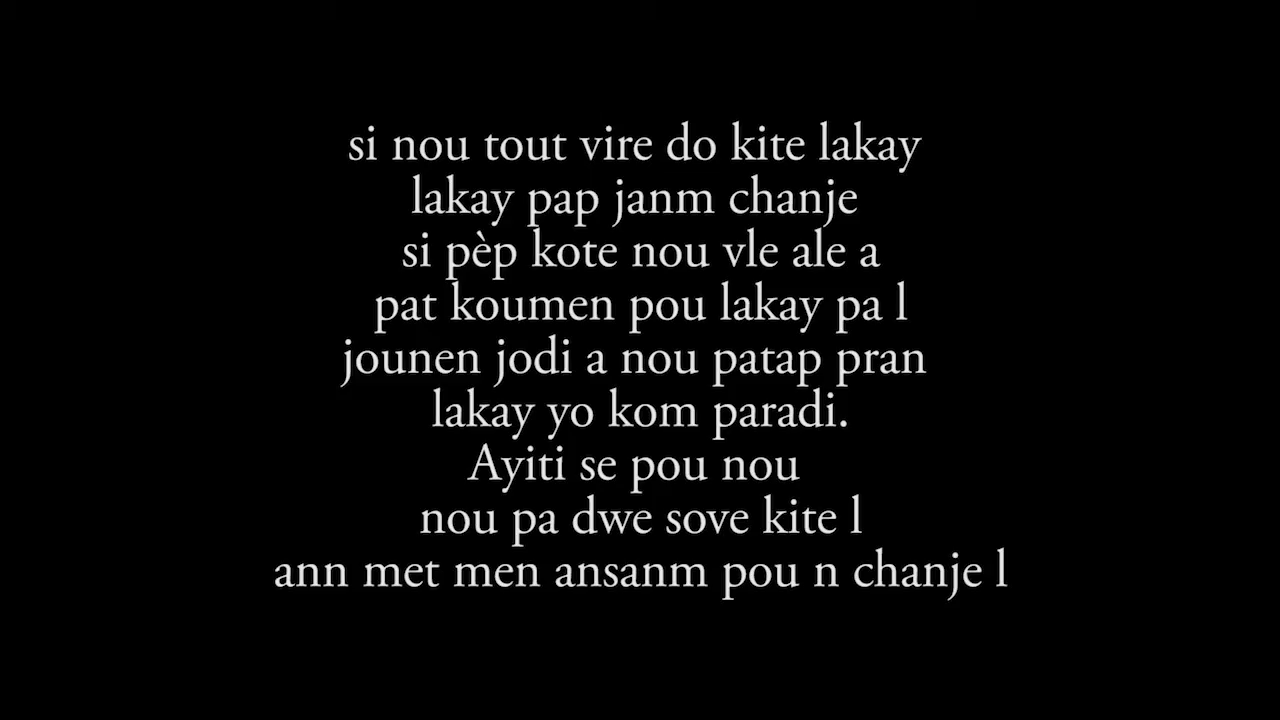 si nou tout vire do kite lakay
lakay pap janm chanje
si pèp kote nou vle ale a
pat koumen pou lakay pa l
jounen jodi a nou patap pran
lakay yo kom paradi.
Ayiti se pou nou
nou pa dwe sove kite l
ann met men ansanm pou n chanje l